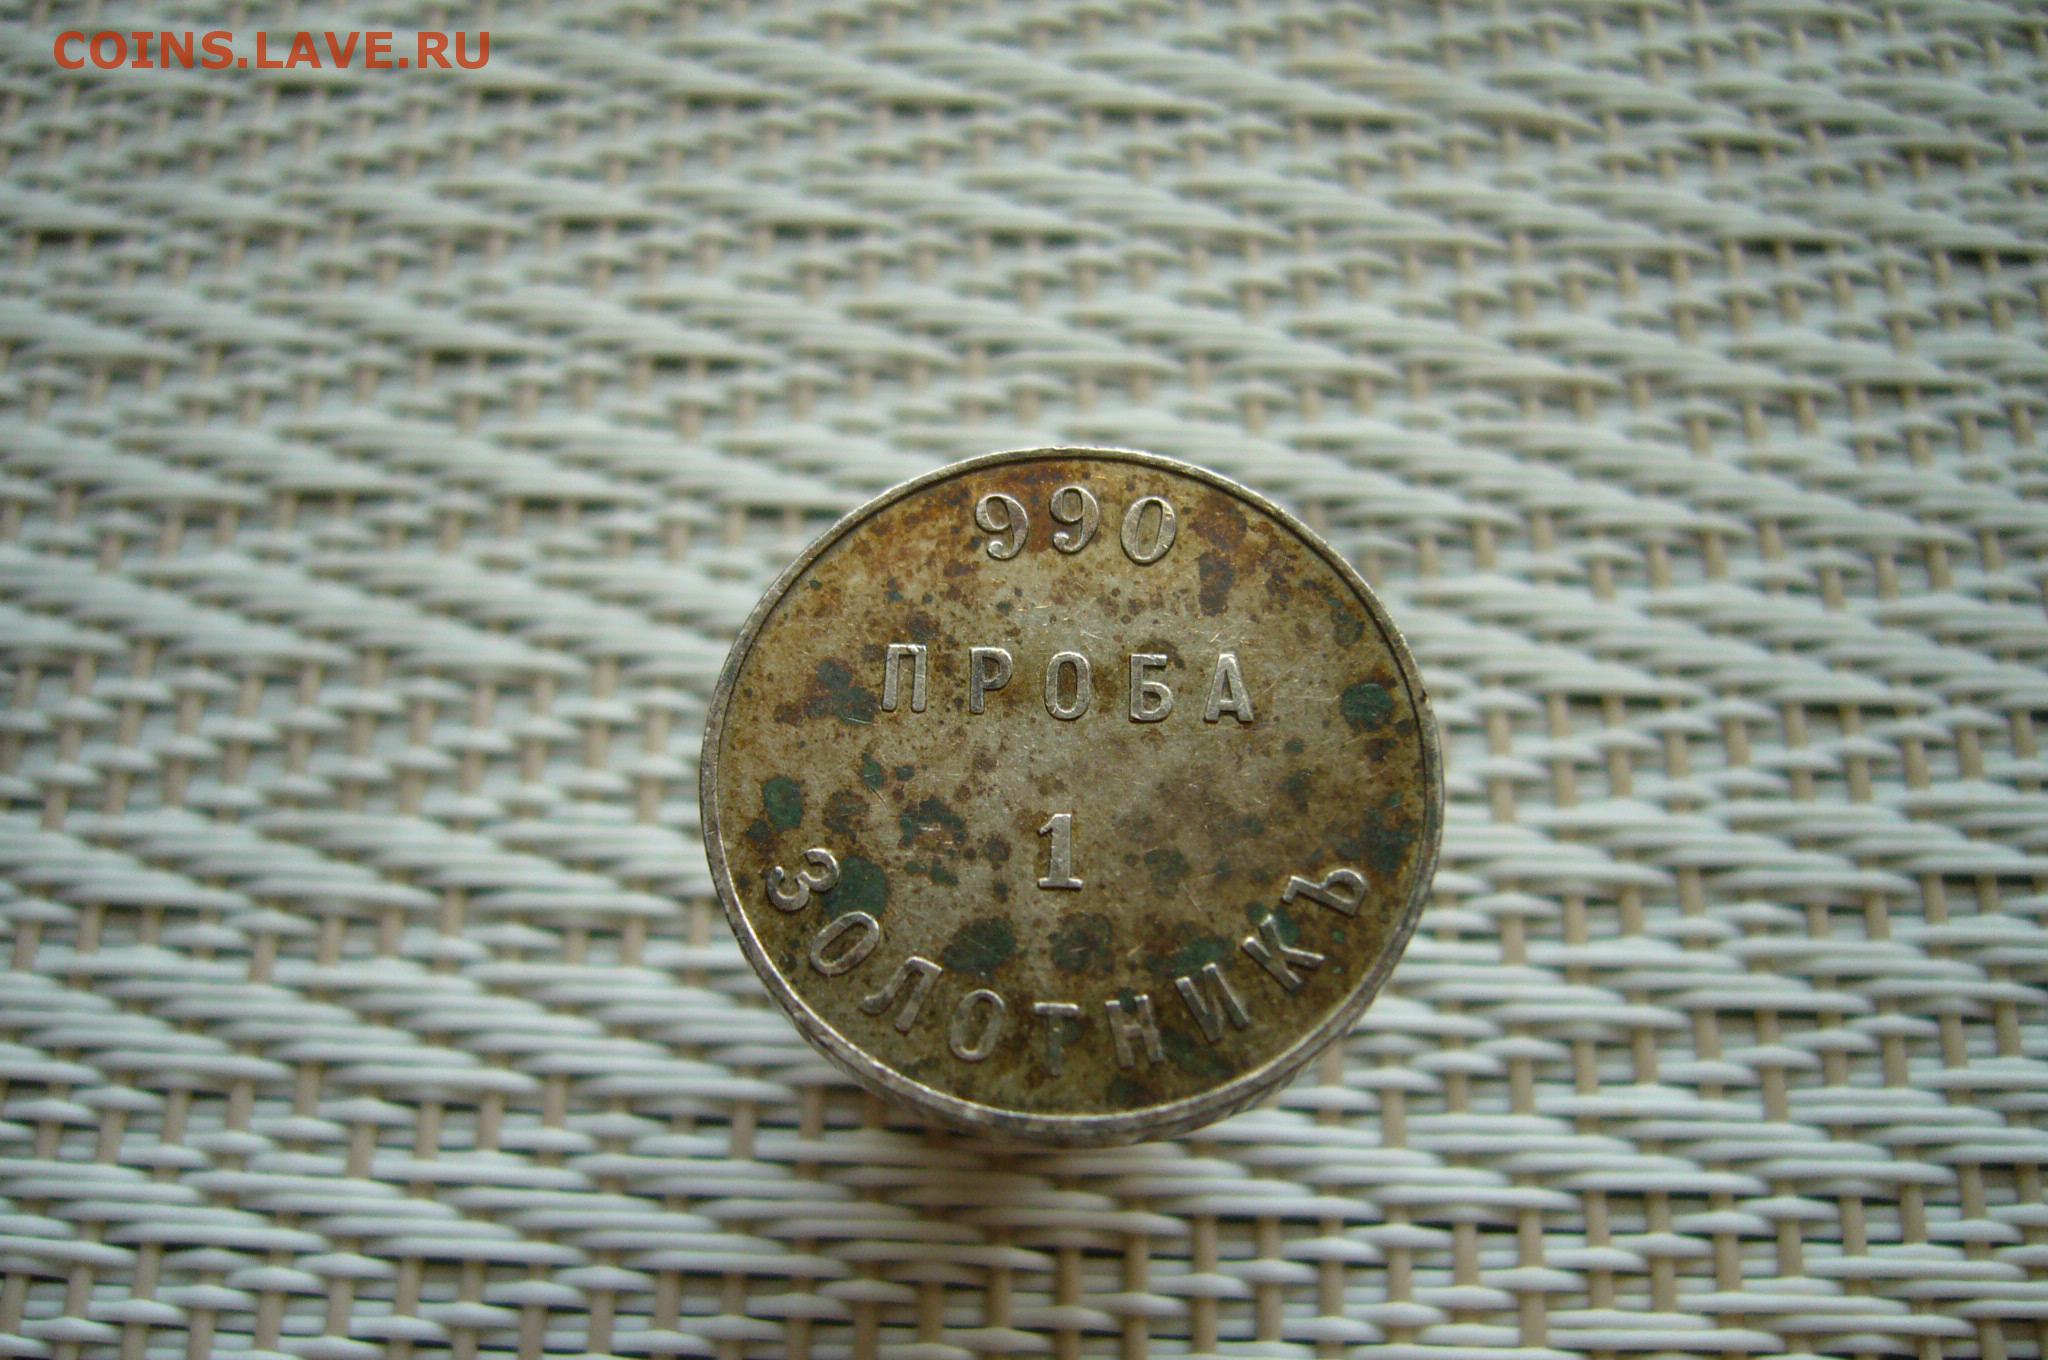 COINS.LAVE.RU
990
ПРОБА
1
ЗОЛОТНИКЪ